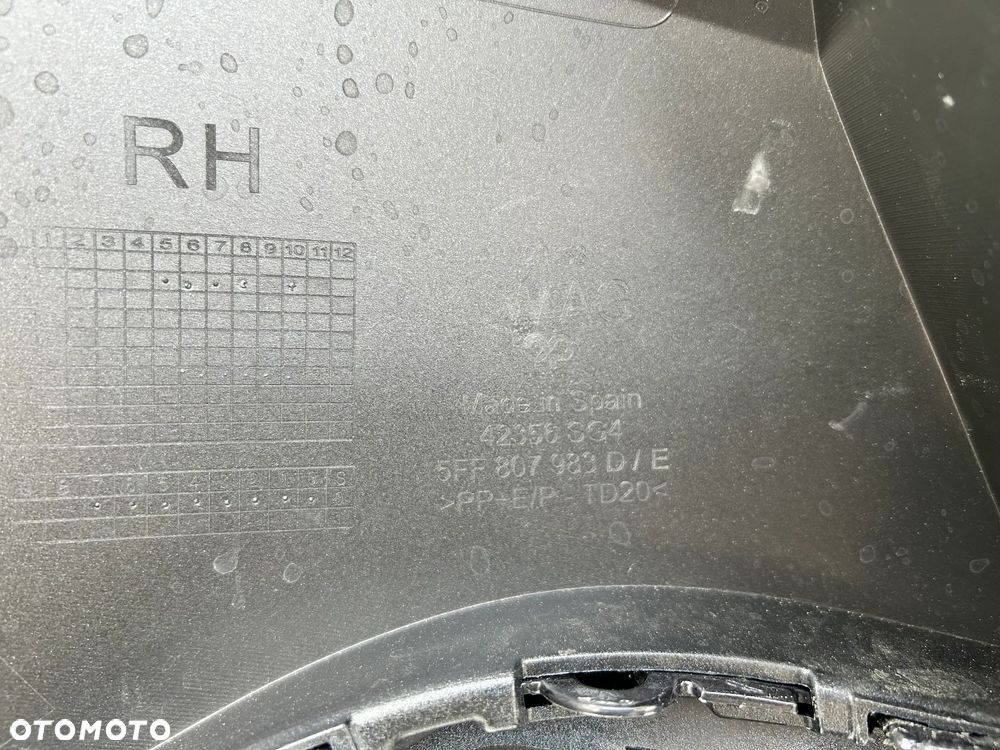 RH
1 2 3 4 5 6 7 8 9 10 11 12
VAG
Made in Spain
42356 SG4
5FF 807 983 D / E
>PP+E/P - TD20<
OTOMOTO